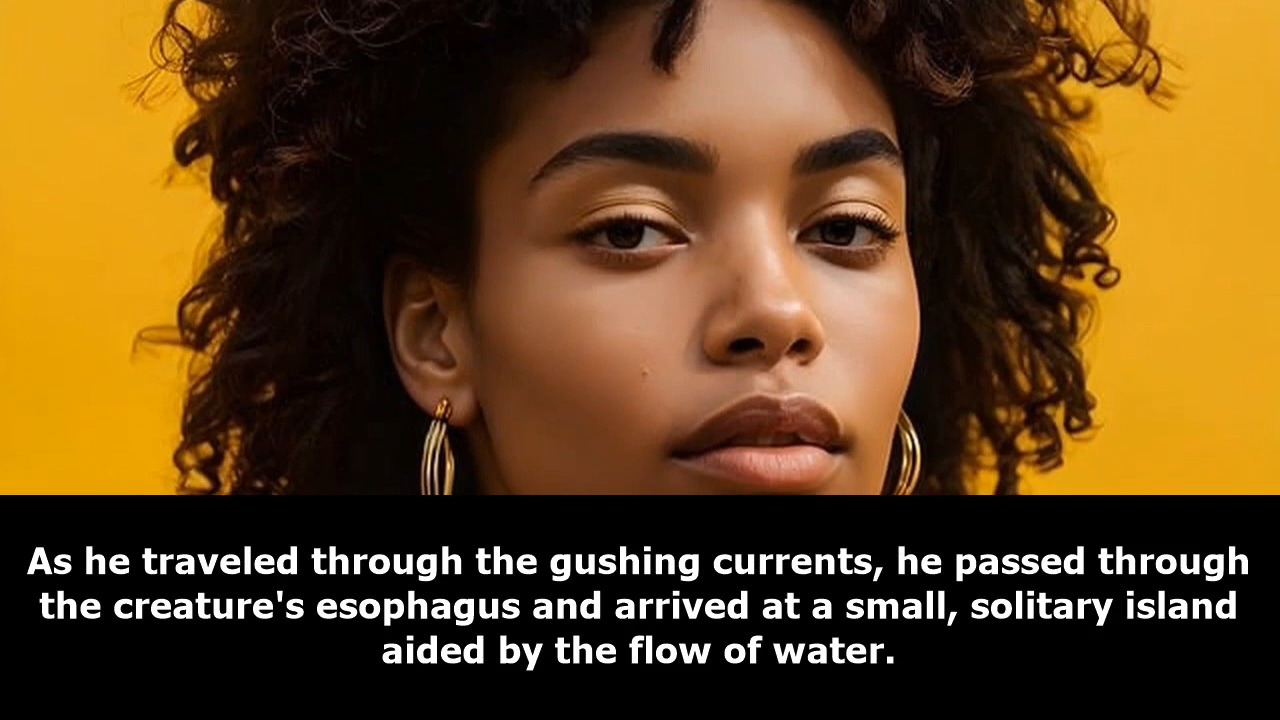 As he traveled through the gushing currents, he passed through
the creature's esophagus and arrived at a small, solitary island
aided by the flow of water.